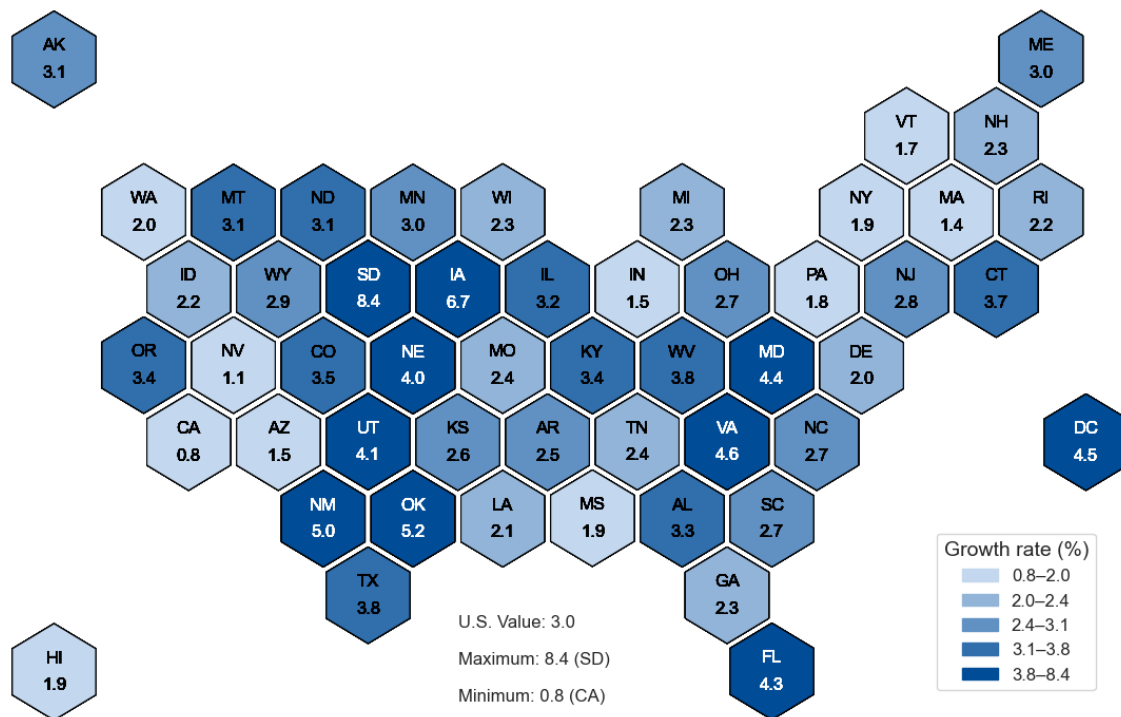 AK
3.1
ME
3.0
VT
1.7
NH
2.3
WA
2.0
MT
3.1
ND
3.1
MN
3.0
WI
2.3
MI
2.3
NY
1.9
MA
1.4
RI
2.2
ID
2.2
WY
2.9
SD
8.4
IA
6.7
IL
3.2
IN
1.5
OH
2.7
PA
1.8
NJ
2.8
CT
3.7
OR
3.4
NV
1.1
CO
3.5
NE
4.0
MO
2.4
KY
3.4
WV
3.8
MD
4.4
DE
2.0
CA
0.8
AZ
1.5
UT
4.1
KS
2.6
AR
2.5
TN
2.4
VA
4.6
NC
2.7
DC
4.5
NM
5.0
OK
5.2
LA
2.1
MS
1.9
AL
3.3
SC
2.7
TX
3.8
GA
2.3
HI
1.9
FL
4.3
U.S. Value: 3.0
Maximum: 8.4 (SD)
Minimum: 0.8 (CA)
Growth rate (%)
0.8–2.0
2.0–2.4
2.4–3.1
3.1–3.8
3.8–8.4